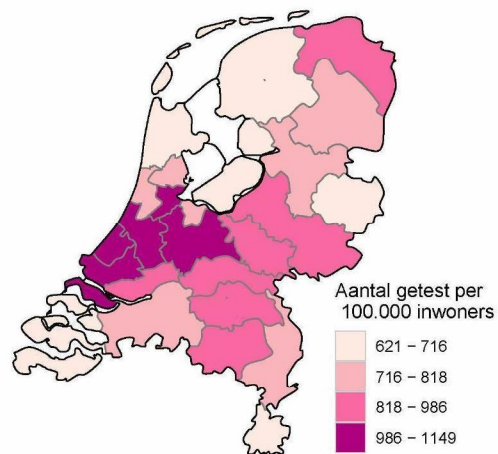 Aantal getest per
100.000 inwoners
621 – 716
716 – 818
818 – 986
986 – 1149